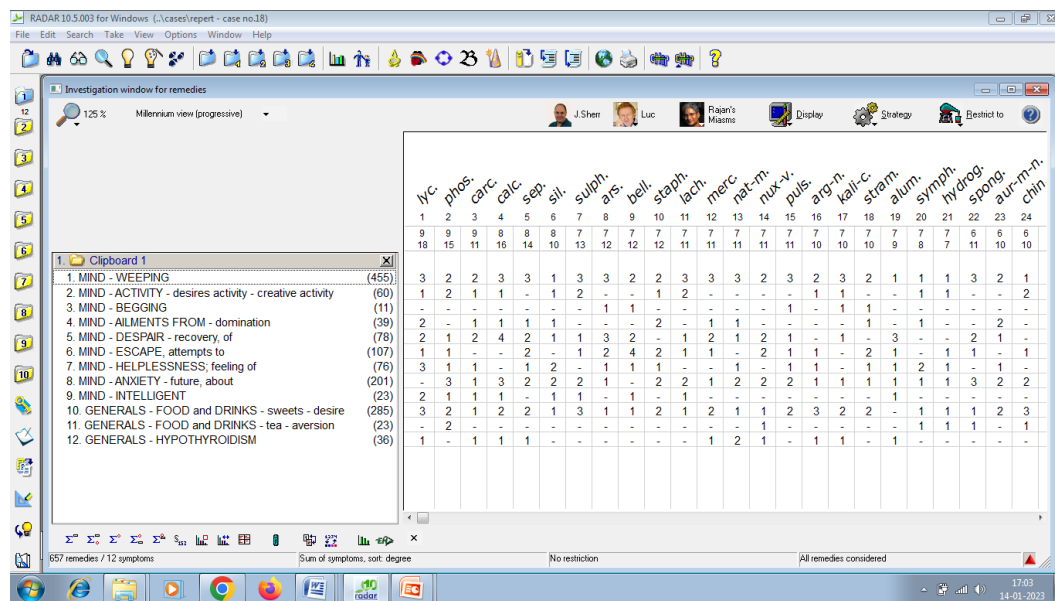 RADAR 10.5.003 for Windows (..\cases\repert - case no.18)
File Edit Search Take View Options Window Help
Investigation window for remedies
125 % Millennium view (progressive) J.Sherr Luc Rajan's Miasms Display Strategy Restrict to
lyc. phos. carc. calc. sep. sil. sulph. ars. bell. staph. lach. merc. nat-m. nux-v. puls. arg-n. kali-c. stram. alum. symph. hydrog. spong. aur-m-n. chin
1 2 3 4 5 6 7 8 9 10 11 12 13 14 15 16 17 18 19 20 21 22 23 24
9 9 9 8 8 8 7 7 7 7 7 7 7 7 7 7 7 7 7 7 7 6 6 6
18 15 11 16 14 10 13 12 12 12 11 11 11 11 11 10 10 10 9 8 7 11 10 10
1. Clipboard 1
1. MIND - WEEPING (455) 3 2 2 3 3 1 3 3 2 2 3 3 3 2 3 2 3 2 1 1 1 3 2 1
2. MIND - ACTIVITY - desires activity - creative activity (60) 1 2 1 1 - 1 2 - - 1 2 - - - - 1 1 - - 1 1 - - 2
3. MIND - BEGGING (11) - - - - - - - 1 1 - - - - - 1 - 1 1 - - - - - -
4. MIND - AILMENTS FROM - domination (39) 2 - 1 1 1 1 - - - 2 - 1 1 - - - - 1 - 1 - - 2 -
5. MIND - DESPAIR - recovery, of (78) 2 1 2 4 2 1 1 3 2 - 1 2 1 2 1 - 1 - 3 - - 2 1 -
6. MIND - ESCAPE, attempts to (107) 1 1 - - 2 - 1 2 4 2 1 1 - 2 1 1 - 2 1 - 1 1 - 1
7. MIND - HELPLESSNESS; feeling of (76) 3 1 1 - 1 2 - 1 1 1 - - 1 - 1 1 - 1 1 2 1 - 1 -
8. MIND - ANXIETY - future, about (201) - 3 1 3 2 2 2 1 - 2 2 1 2 2 2 1 1 1 1 1 1 3 2 2
9. MIND - INTELLIGENT (23) 2 1 1 1 - 1 1 - 1 - 1 - - - - - - - 1 - - - - -
10. GENERALS - FOOD and DRINKS - sweets - desire (285) 3 2 1 2 2 1 3 1 1 2 1 2 1 1 2 3 2 2 - 1 1 1 2 3
11. GENERALS - FOOD and DRINKS - tea - aversion (23) - 2 - - - - - - - - - - - 1 - - - - - 1 1 1 - 1
12. GENERALS - HYPOTHYROIDISM (36) 1 - 1 1 1 - - - - - - 1 2 1 - 1 1 - 1 - - - - -
657 remedies / 12 symptoms Sum of symptoms, sort: degree No restriction All remedies considered
17:03
14-01-2023